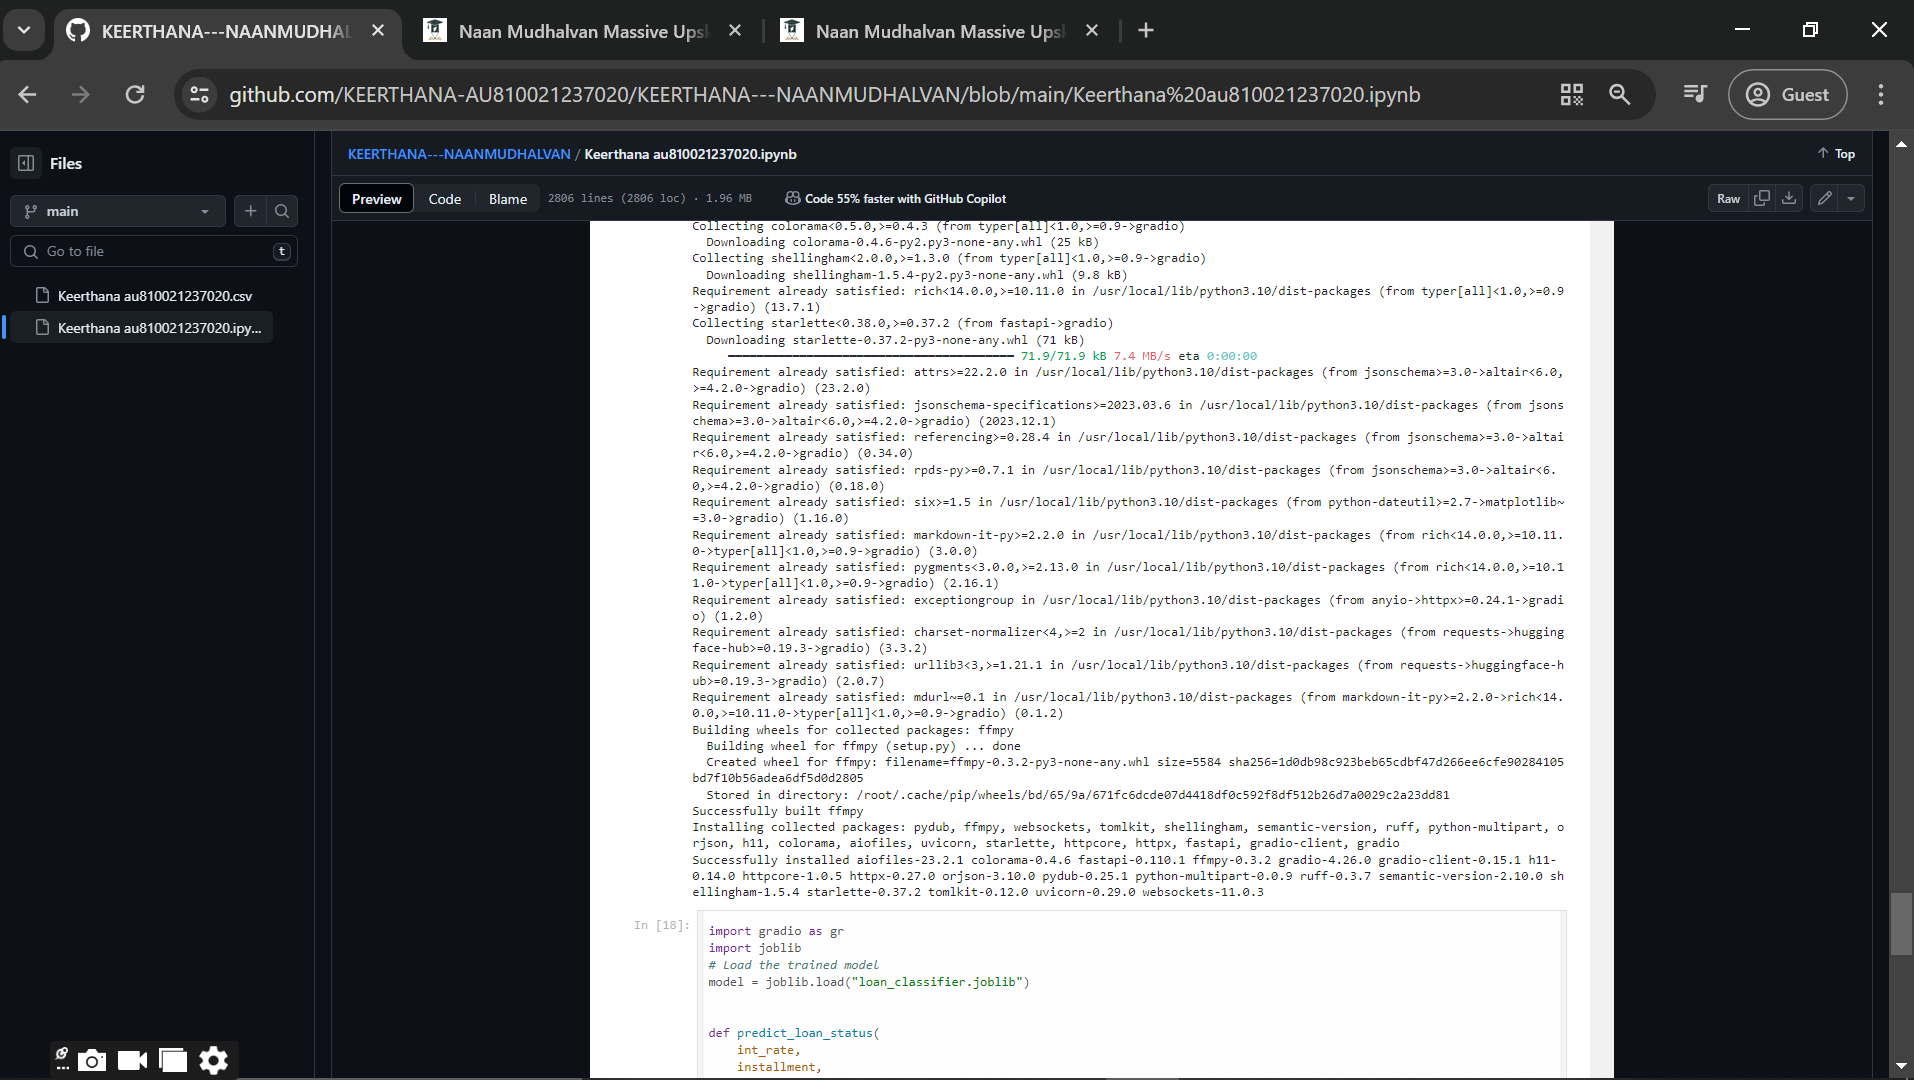 KEERTHANA---NAANMUDHAL
Naan Mudhalvan Massive Upsk
Naan Mudhalvan Massive Upsk
github.com/KEERTHANA-AU810021237020/KEERTHANA---NAANMUDHALVAN/blob/main/Keerthana%20au810021237020.ipynb
Guest
Files
main
Go to file
t
Keerthana au810021237020.csv
Keerthana au810021237020.ipy...
KEERTHANA---NAANMUDHALVAN / Keerthana au810021237020.ipynb
Top
Preview Code Blame 2806 lines (2806 loc) · 1.96 MB Code 55% faster with GitHub Copilot
Raw
Collecting colorama<0.5.0,>=0.4.3 (from typer[all]<1.0,>=0.9->gradio)
Downloading colorama-0.4.6-py2.py3-none-any.whl (25 kB)
Collecting shellingham<2.0.0,>=1.3.0 (from typer[all]<1.0,>=0.9->gradio)
Downloading shellingham-1.5.4-py2.py3-none-any.whl (9.8 kB)
Requirement already satisfied: rich<14.0.0,>=10.11.0 in /usr/local/lib/python3.10/dist-packages (from typer[all]<1.0,>=0.9
->gradio) (13.7.1)
Collecting starlette<0.38.0,>=0.37.2 (from fastapi->gradio)
Downloading starlette-0.37.2-py3-none-any.whl (71 kB)
71.9/71.9 kB 7.4 MB/s eta 0:00:00
Requirement already satisfied: attrs>=22.2.0 in /usr/local/lib/python3.10/dist-packages (from jsonschema>=3.0->altair<6.0,
>=4.2.0->gradio) (23.2.0)
Requirement already satisfied: jsonschema-specifications>=2023.03.6 in /usr/local/lib/python3.10/dist-packages (from jsons
chema>=3.0->altair<6.0,>=4.2.0->gradio) (2023.12.1)
Requirement already satisfied: referencing>=0.28.4 in /usr/local/lib/python3.10/dist-packages (from jsonschema>=3.0->altai
r<6.0,>=4.2.0->gradio) (0.34.0)
Requirement already satisfied: rpds-py>=0.7.1 in /usr/local/lib/python3.10/dist-packages (from jsonschema>=3.0->altair<6.
0,>=4.2.0->gradio) (0.18.0)
Requirement already satisfied: six>=1.5 in /usr/local/lib/python3.10/dist-packages (from python-dateutil>=2.7->matplotlib~
=3.0->gradio) (1.16.0)
Requirement already satisfied: markdown-it-py>=2.2.0 in /usr/local/lib/python3.10/dist-packages (from rich<14.0.0,>=10.11.
0->typer[all]<1.0,>=0.9->gradio) (3.0.0)
Requirement already satisfied: pygments<3.0.0,>=2.13.0 in /usr/local/lib/python3.10/dist-packages (from rich<14.0.0,>=10.1
1.0->typer[all]<1.0,>=0.9->gradio) (2.16.1)
Requirement already satisfied: exceptiongroup in /usr/local/lib/python3.10/dist-packages (from anyio->httpx>=0.24.1->gradi
o) (1.2.0)
Requirement already satisfied: charset-normalizer<4,>=2 in /usr/local/lib/python3.10/dist-packages (from requests->hugging
face-hub>=0.19.3->gradio) (3.3.2)
Requirement already satisfied: urllib3<3,>=1.21.1 in /usr/local/lib/python3.10/dist-packages (from requests->huggingface-h
ub>=0.19.3->gradio) (2.0.7)
Requirement already satisfied: mdurl~=0.1 in /usr/local/lib/python3.10/dist-packages (from markdown-it-py>=2.2.0->rich<14.
0.0,>=10.11.0->typer[all]<1.0,>=0.9->gradio) (0.1.2)
Building wheels for collected packages: ffmpy
Building wheel for ffmpy (setup.py) ... done
Created wheel for ffmpy: filename=ffmpy-0.3.2-py3-none-any.whl size=5584 sha256=1d0db98c923beb65cdbf47d266ee6cfe90284105
bd7f10b56adea6df5d0d2805
Stored in directory: /root/.cache/pip/wheels/bd/65/9a/671fc6dcde07d4418df0c592f8df512b26d7a0029c2a23dd81
Successfully built ffmpy
Installing collected packages: pydub, ffmpy, websockets, tomlkit, shellingham, semantic-version, ruff, python-multipart, o
rjson, h11, colorama, aiofiles, uvicorn, starlette, httpcore, httpx, fastapi, gradio-client, gradio
Successfully installed aiofiles-23.2.1 colorama-0.4.6 fastapi-0.110.1 ffmpy-0.3.2 gradio-4.26.0 gradio-client-0.15.1 h11-
0.14.0 httpcore-1.0.5 httpx-0.27.0 orjson-3.10.0 pydub-0.25.1 python-multipart-0.0.9 ruff-0.3.7 semantic-version-2.10.0 sh
ellingham-1.5.4 starlette-0.37.2 tomlkit-0.12.0 uvicorn-0.29.0 websockets-11.0.3
In [18]:
import gradio as gr
import joblib
# Load the trained model
model = joblib.load("loan_classifier.joblib")
def predict_loan_status(
int_rate,
installment,